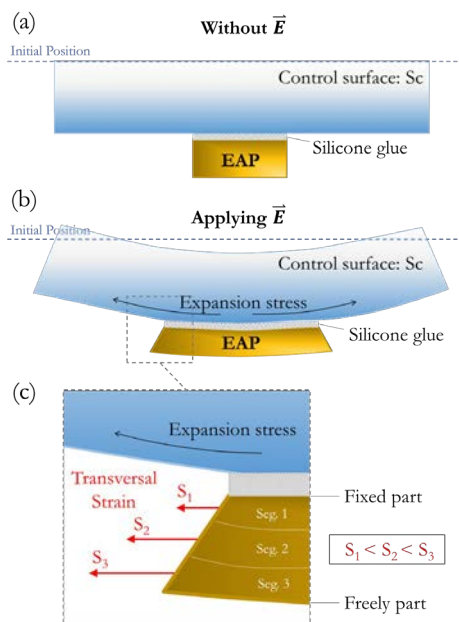 (a)
Without E⃗
Initial Position
Control surface: Sc
Silicone glue
EAP
(b)
Applying E⃗
Initial Position
Control surface: Sc
Expansion stress
Silicone glue
EAP
(c)
Expansion stress
Transversal
Strain
S₁
S₂
S₃
Seg. 1
Seg. 2
Seg. 3
Fixed part
S₁ < S₂ < S₃
Freely part